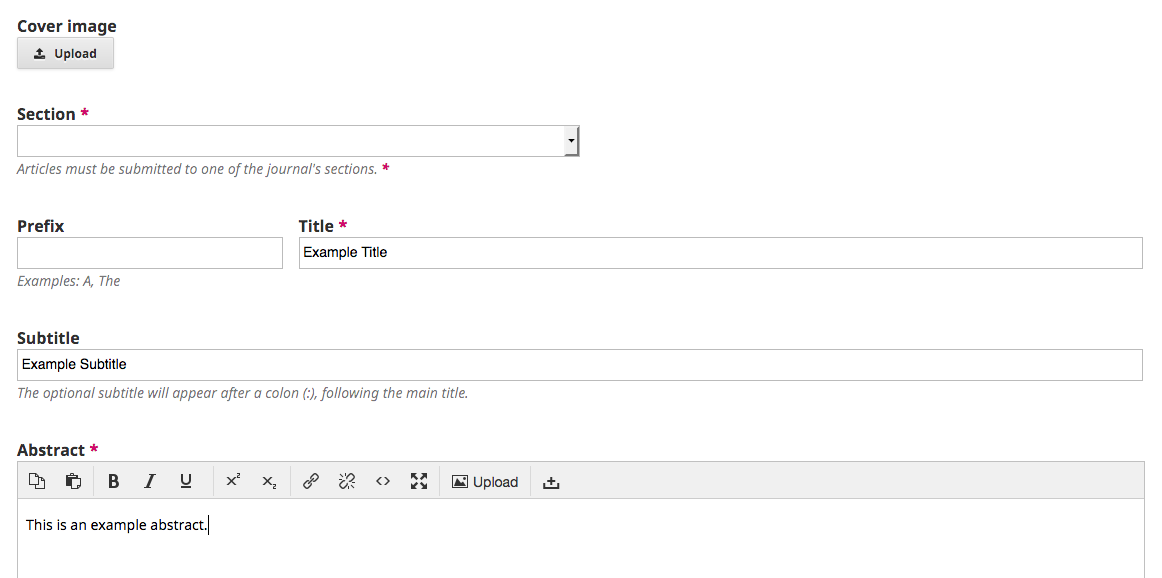 Cover image
Upload
Section *
Articles must be submitted to one of the journal's sections. *
Prefix Title *
Example Title
Examples: A, The
Subtitle
Example Subtitle
The optional subtitle will appear after a colon (:), following the main title.
Abstract *
B I U x² x₂ <> Upload
This is an example abstract.